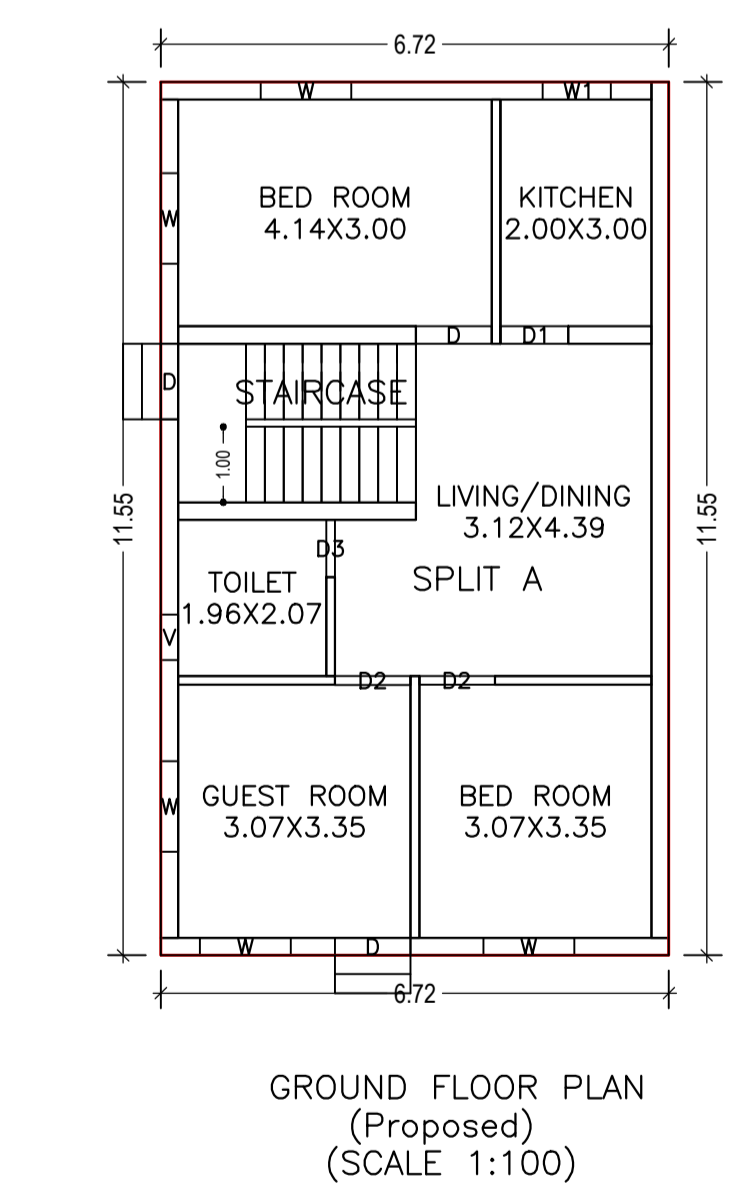 6.72
W
W1
BED ROOM
4.14X3.00
KITCHEN
2.00X3.00
W
D
D1
D
STAIRCASE
1.00
LIVING/DINING
3.12X4.39
11.55
11.55
D3
SPLIT A
TOILET
1.96X2.07
V
D2
D2
GUEST ROOM
3.07X3.35
BED ROOM
3.07X3.35
W
W
D
W
6.72
GROUND FLOOR PLAN
(Proposed)
(SCALE 1:100)